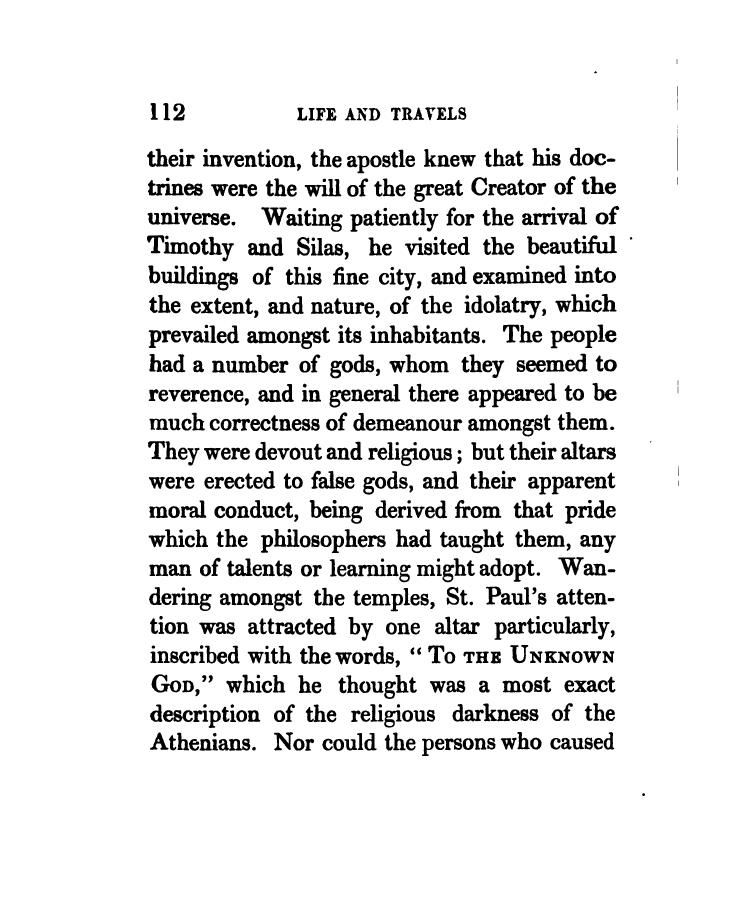 112 LIFE AND TRAVELS
their invention, the apostle knew that his doc-
trines were the will of the great Creator of the
universe. Waiting patiently for the arrival of
Timothy and Silas, he visited the beautiful
buildings of this fine city, and examined into
the extent, and nature, of the idolatry, which
prevailed amongst its inhabitants. The people
had a number of gods, whom they seemed to
reverence, and in general there appeared to be
much correctness of demeanour amongst them.
They were devout and religious; but their altars
were erected to false gods, and their apparent
moral conduct, being derived from that pride
which the philosophers had taught them, any
man of talents or learning might adopt. Wan-
dering amongst the temples, St. Paul's atten-
tion was attracted by one altar particularly,
inscribed with the words, "To THE UNKNOWN
GOD," which he thought was a most exact
description of the religious darkness of the
Athenians. Nor could the persons who caused